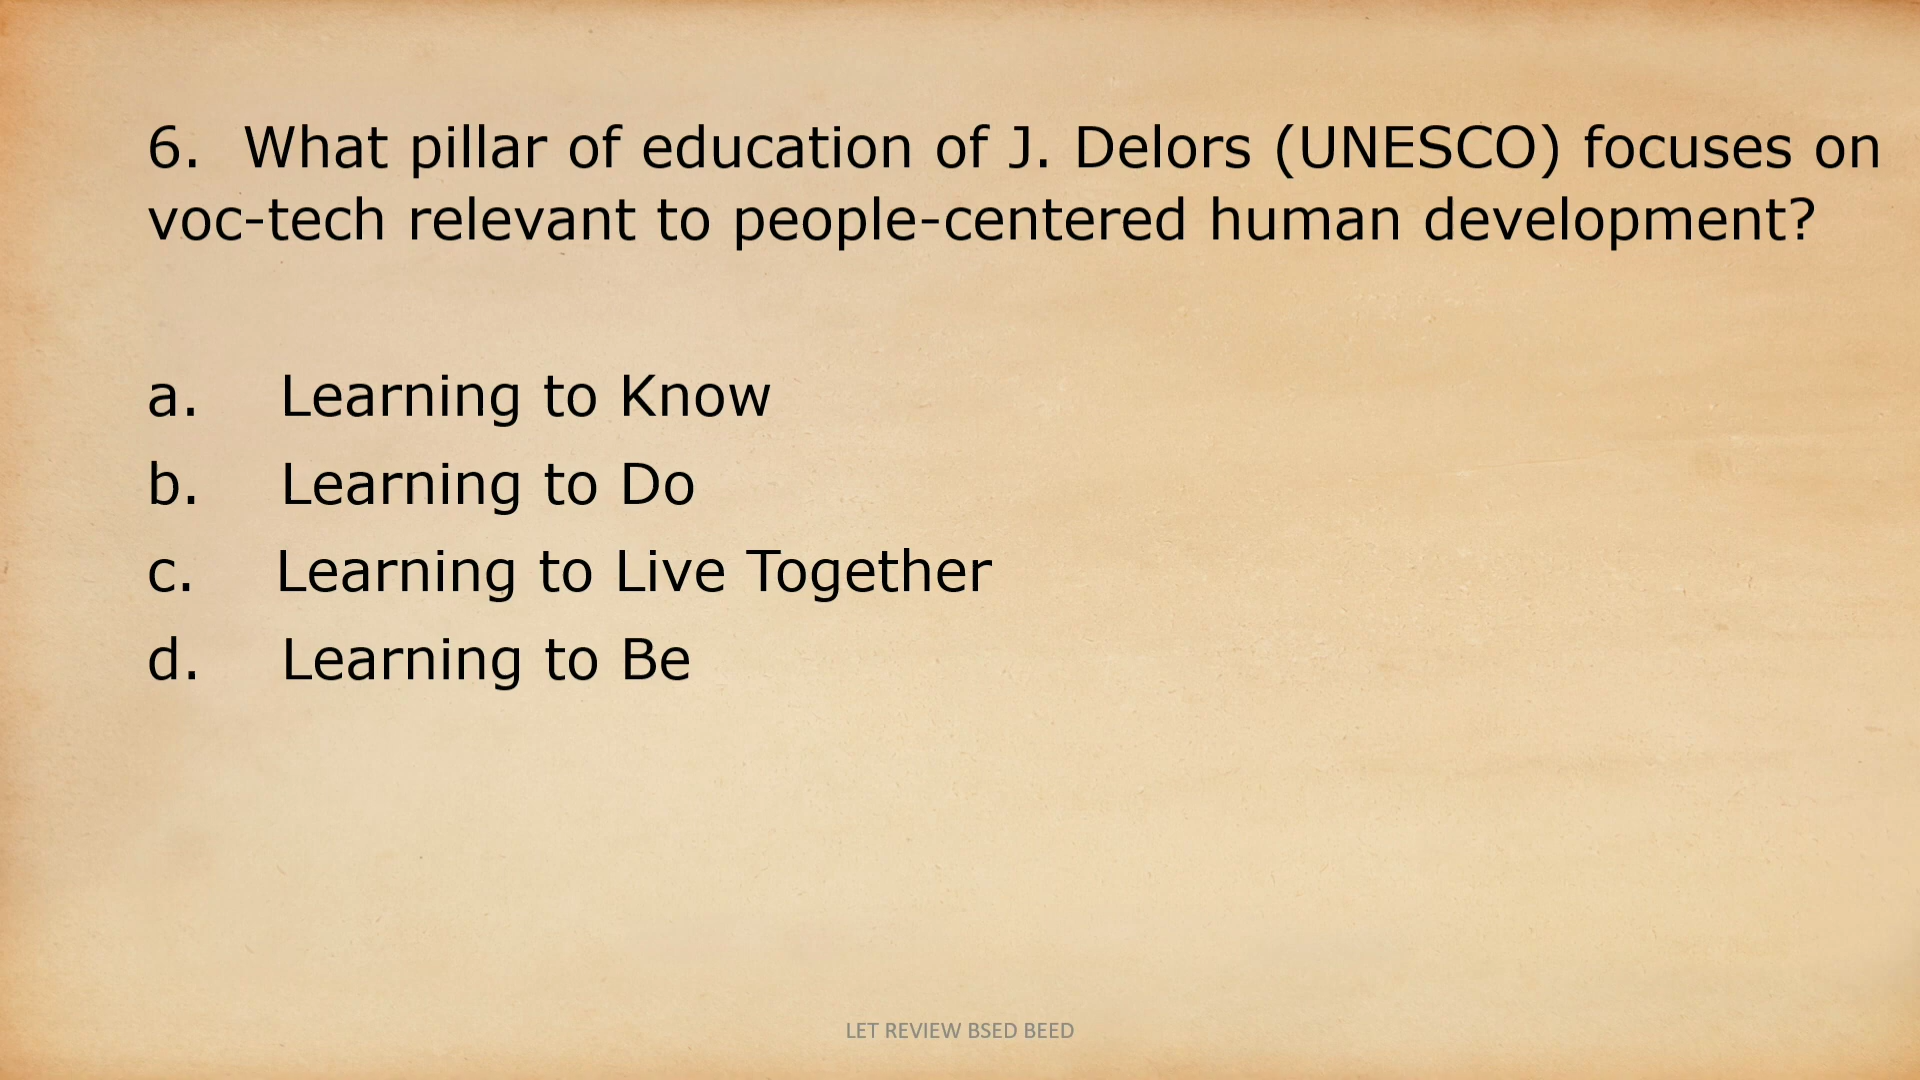 6. What pillar of education of J. Delors (UNESCO) focuses on
voc-tech relevant to people-centered human development?
a. Learning to Know
b. Learning to Do
c. Learning to Live Together
d. Learning to Be
LET REVIEW BSED BEED